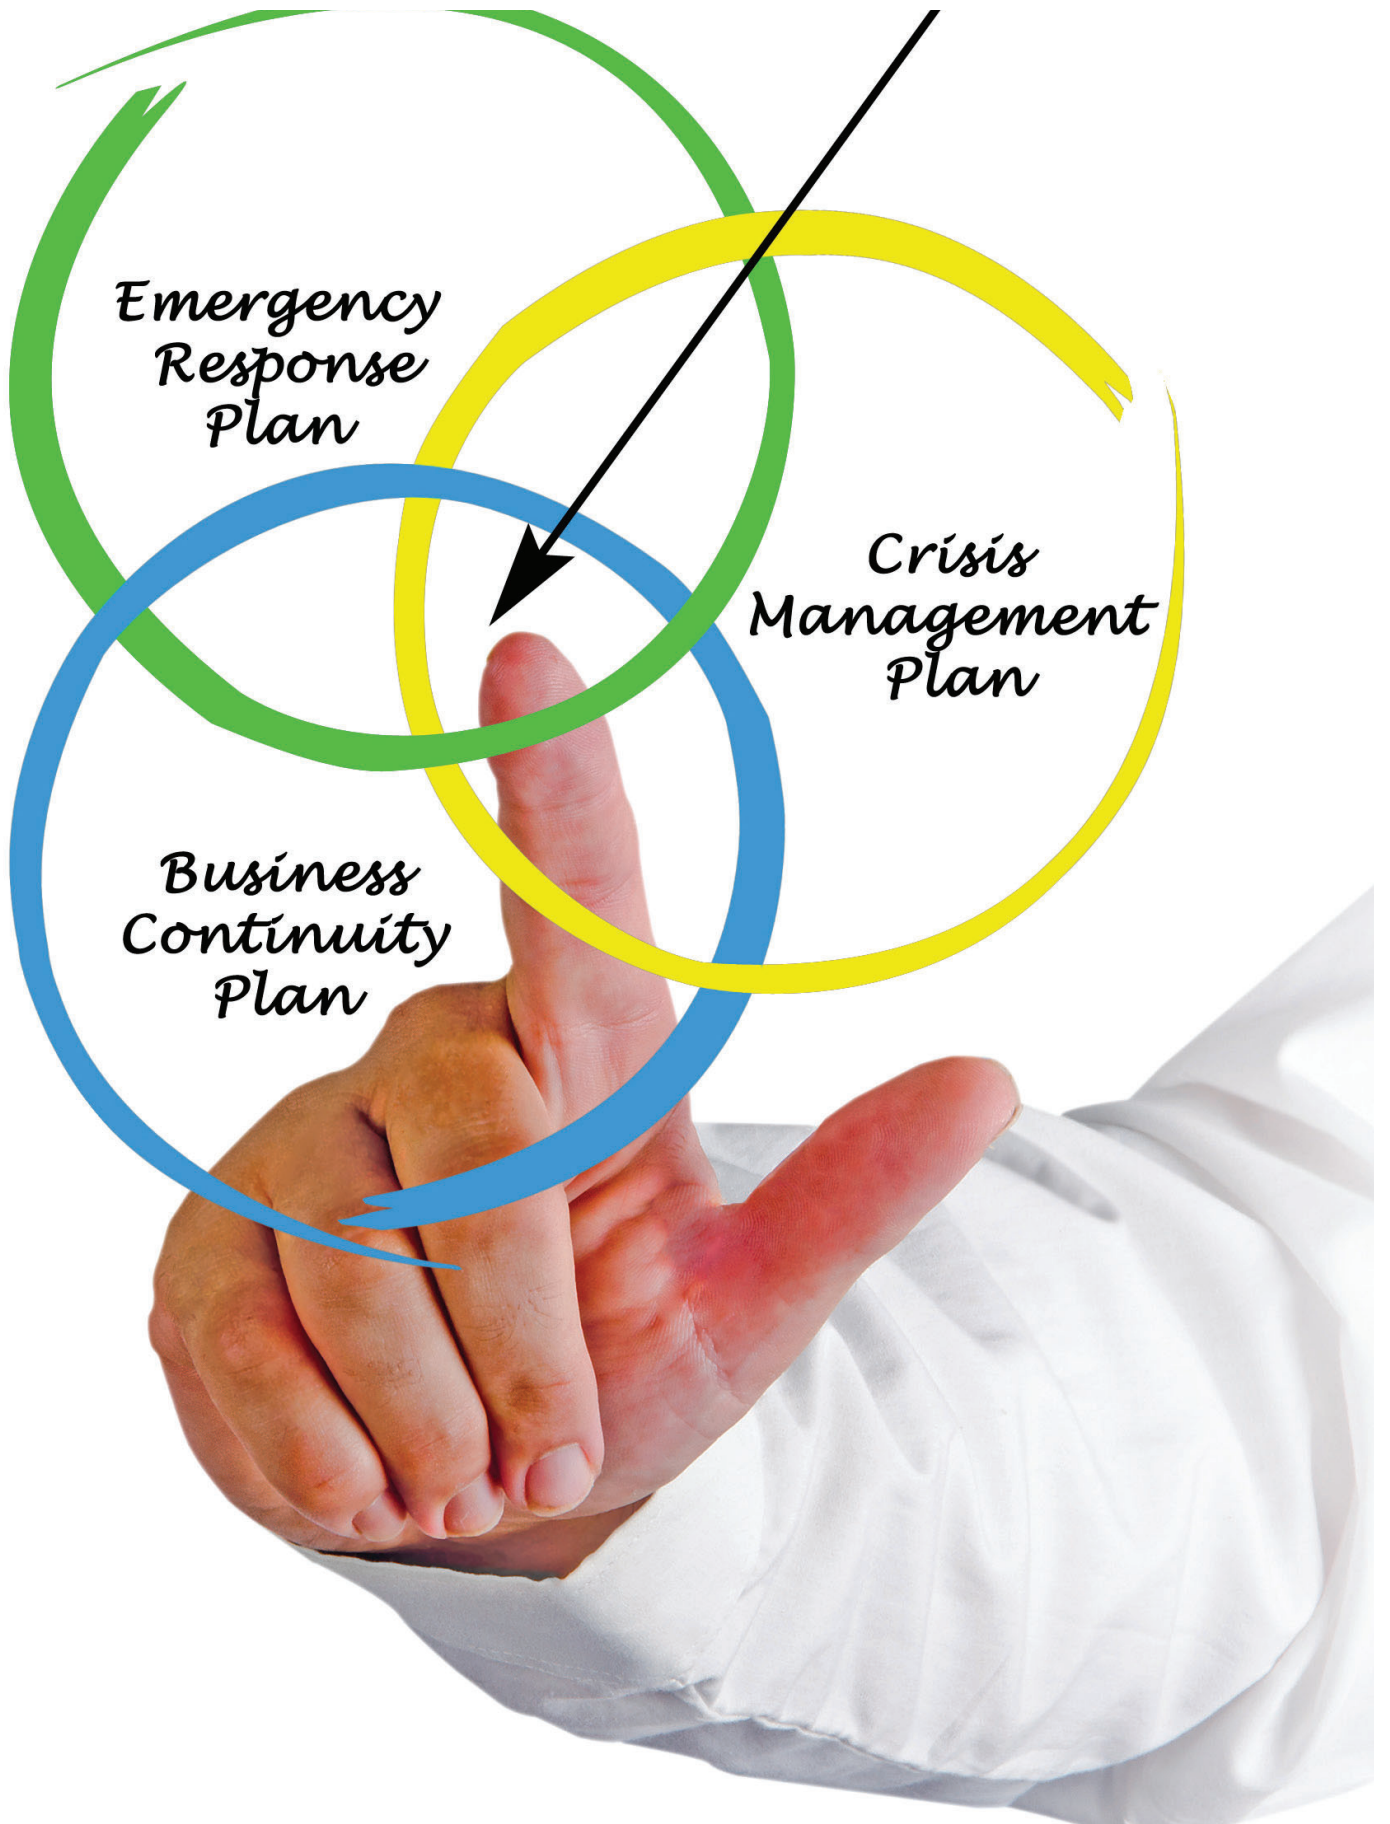 Emergency
Response
Plan
Crisis
Management
Plan
Business
Continuity
Plan